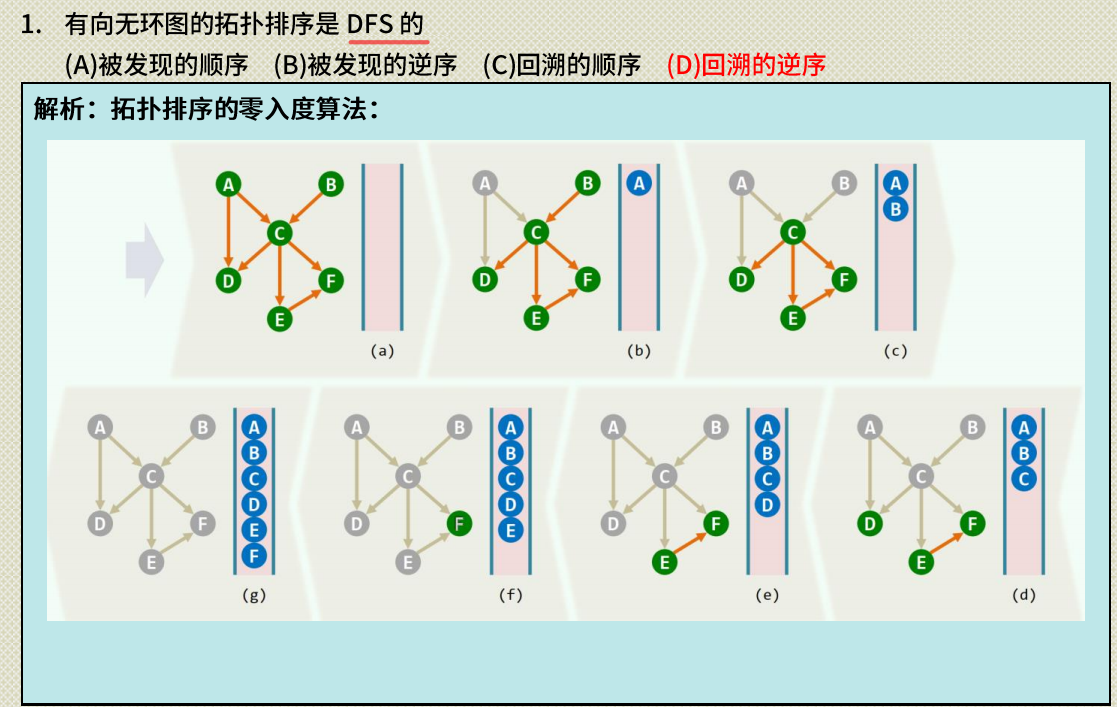 1. 有向无环图的拓扑排序是 DFS 的
(A)被发现的顺序 (B)被发现的逆序 (C)回溯的顺序 (D)回溯的逆序
解析：拓扑排序的零入度算法：
A B C D F E
(a)
A B C D F E A
(b)
A B C D F E A B
(c)
A B C D F E A B C D E F
(g)
A B C D F E A B C D E
(f)
A B C D F E A B C D
(e)
A B C D F E A B C
(d)